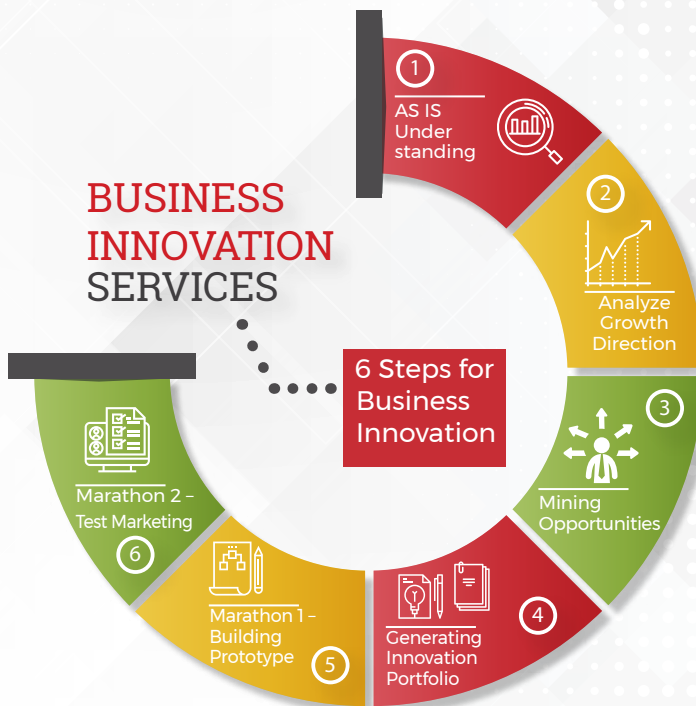 BUSINESS
INNOVATION
SERVICES
6 Steps for
Business
Innovation
1
AS IS
Under
standing
2
Analyze
Growth
Direction
3
Mining
Opportunities
4
Generating
Innovation
Portfolio
5
Marathon 1 –
Building
Prototype
6
Marathon 2 –
Test Marketing